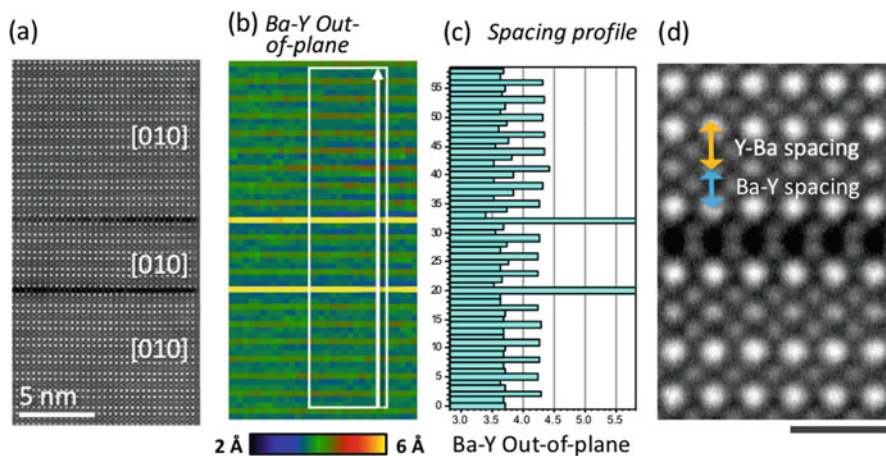 (a)
[010]
[010]
[010]
5 nm
(b)
Ba-Y Out-
of-plane
2 Å
6 Å
(c)
Spacing profile
55
50
45
40
35
30
25
20
15
10
5
0
3.0 3.5 4.0 4.5 5.0 5.5
Ba-Y Out-of-plane
(d)
Y-Ba spacing
Ba-Y spacing